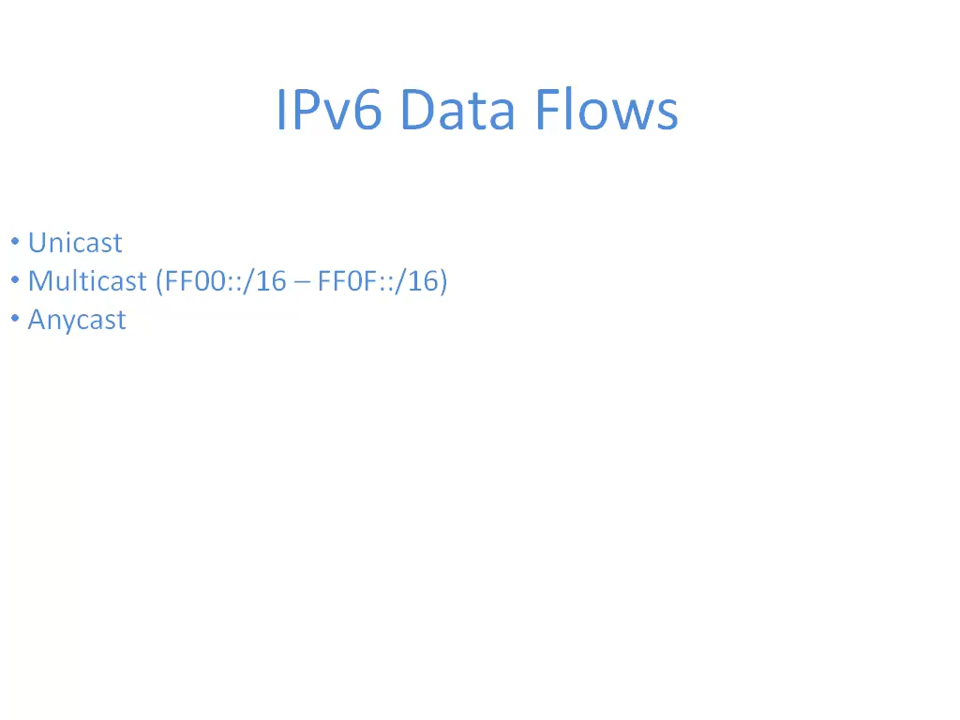 IPv6 Data Flows
• Unicast
• Multicast (FF00::/16 – FF0F::/16)
• Anycast